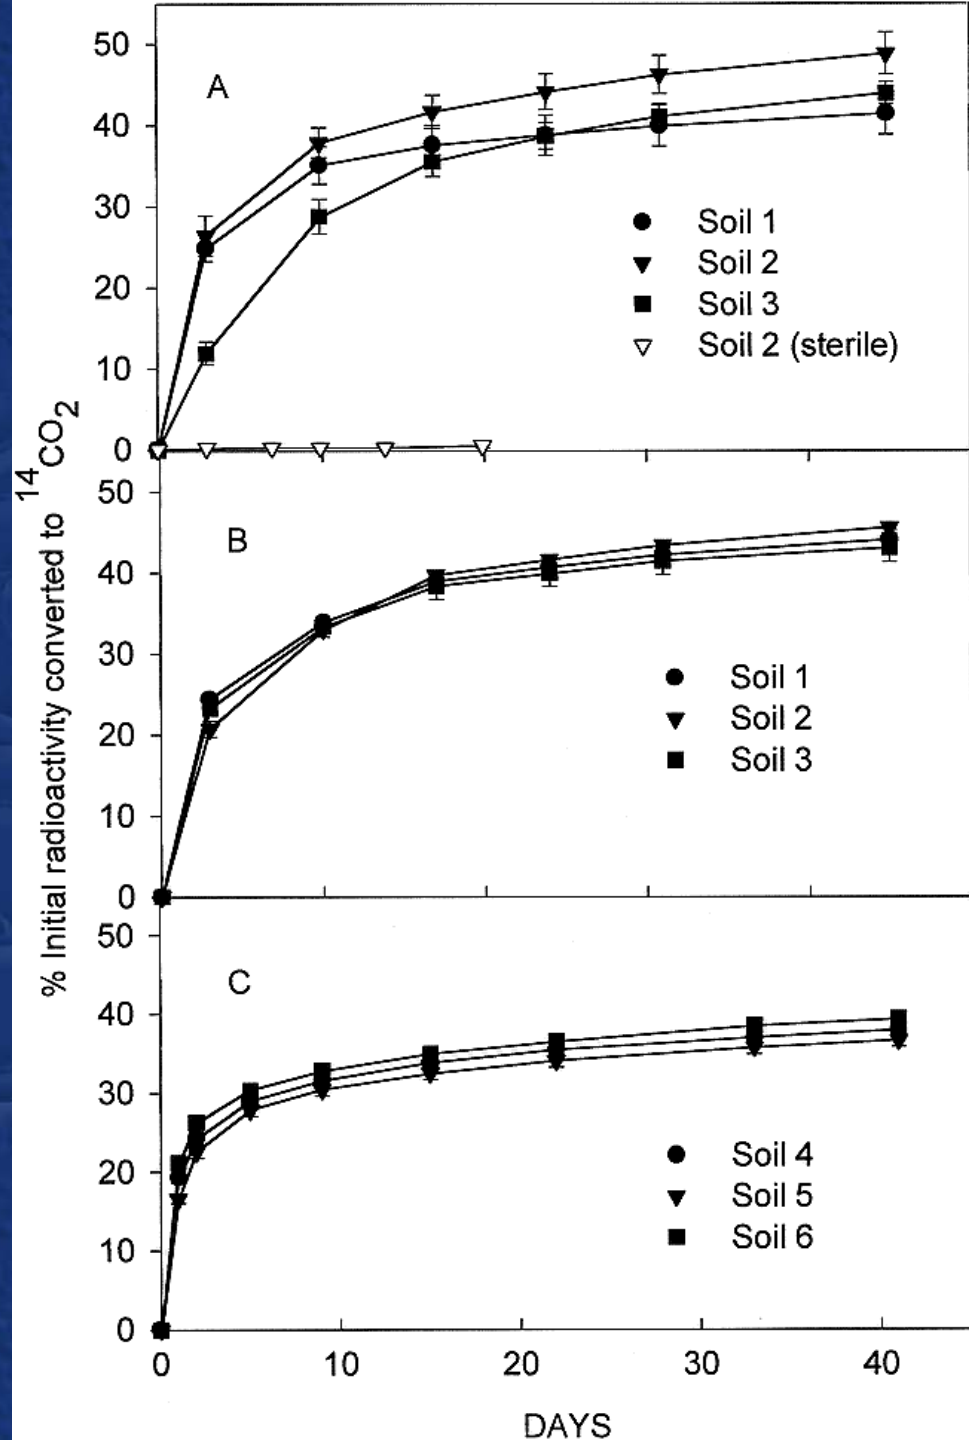 % Initial radioactivity converted to ¹⁴CO₂
50
40
30
20
10
0
A
Soil 1
Soil 2
Soil 3
Soil 2 (sterile)
50
40
30
20
10
0
B
Soil 1
Soil 2
Soil 3
50
40
30
20
10
0
C
Soil 4
Soil 5
Soil 6
0 10 20 30 40
DAYS